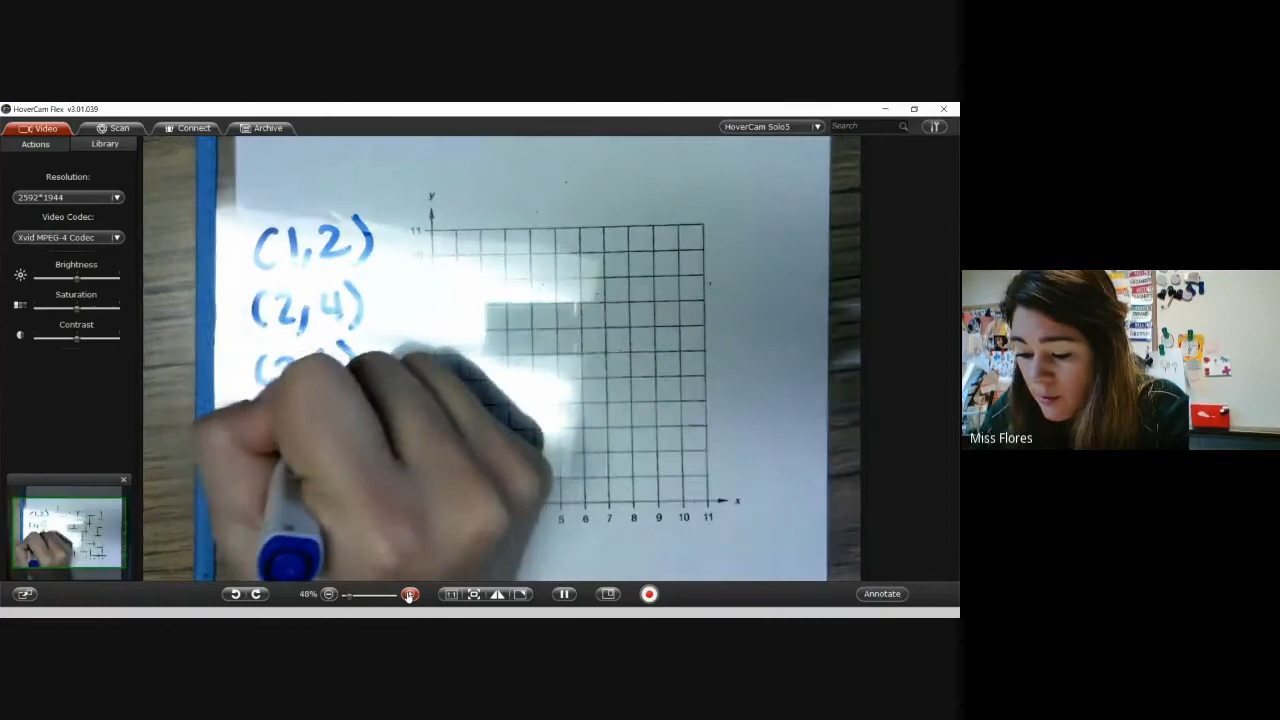 HoverCam Flex v3.01.039
Video Scan Connect Archive HoverCam Solo5 Search
Actions Library
Resolution:
2592*1944
Video Codec:
Xvid MPEG-4 Codec
Brightness
Saturation
Contrast
y
11
(1,2)
(2,4)
x
5 6 7 8 9 10 11
48% 1:1 Annotate
Miss Flores